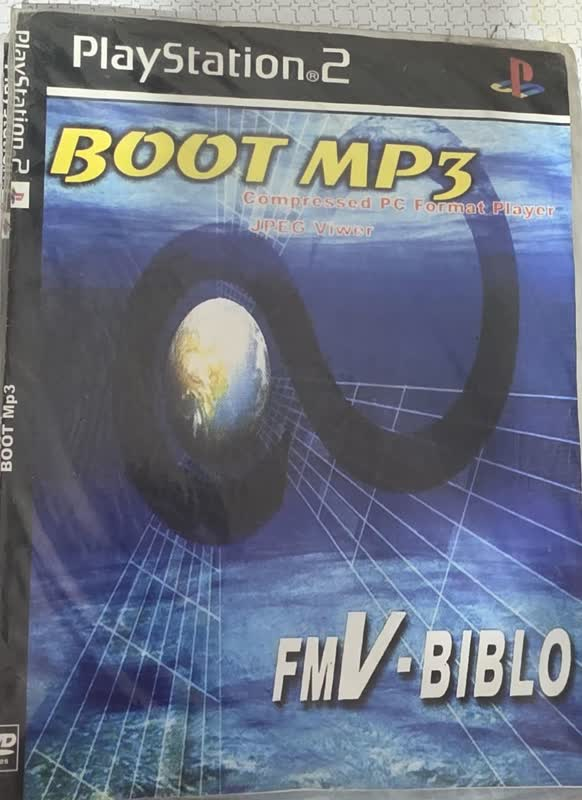 PlayStation®2
BOOT MP3
Compressed PC Format Player
JPEG Viwer
FMV-BIBLO
PlayStation 2
BOOT Mp3